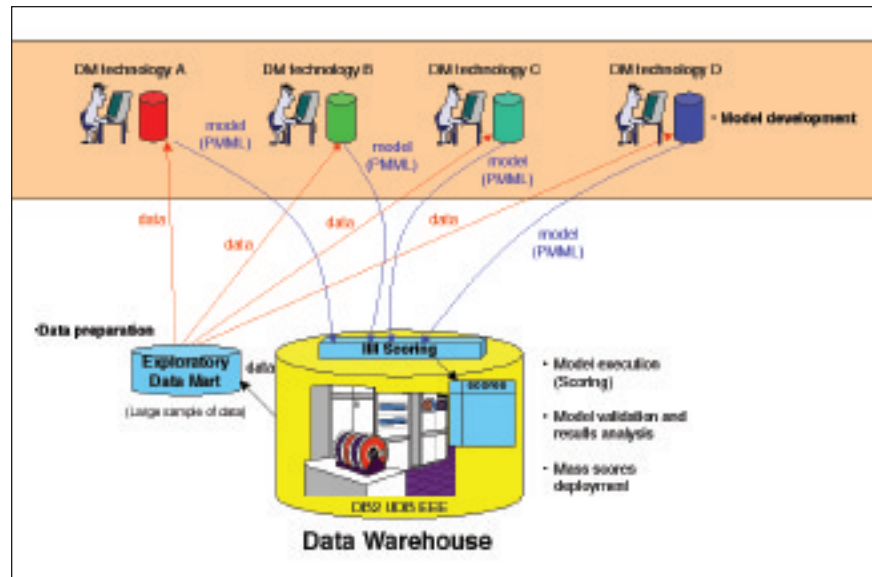 DM technology A
DM technology B
DM technology C
DM technology D
• Model development
model
(PMML)
model
(PMML)
model
(PMML)
data
data
data
data
model
(PMML)
•Data preparation
Exploratory
Data Mart
(Large sample of data)
data
IM Scoring
scores
• Model execution
(Scoring)
• Model validation and
results analysis
• Mass scores
deployment
DB2 UDB EEE
Data Warehouse